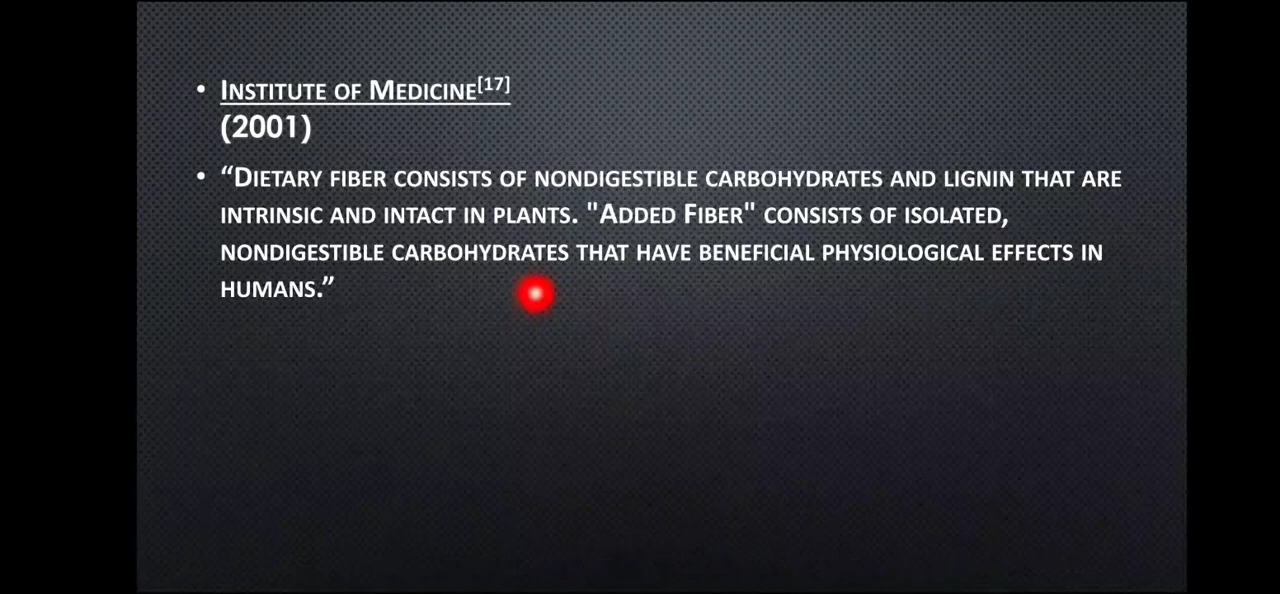 • Institute of Medicine[17]
(2001)
• “Dietary fiber consists of nondigestible carbohydrates and lignin that are
intrinsic and intact in plants. "Added Fiber" consists of isolated,
nondigestible carbohydrates that have beneficial physiological effects in
humans.”